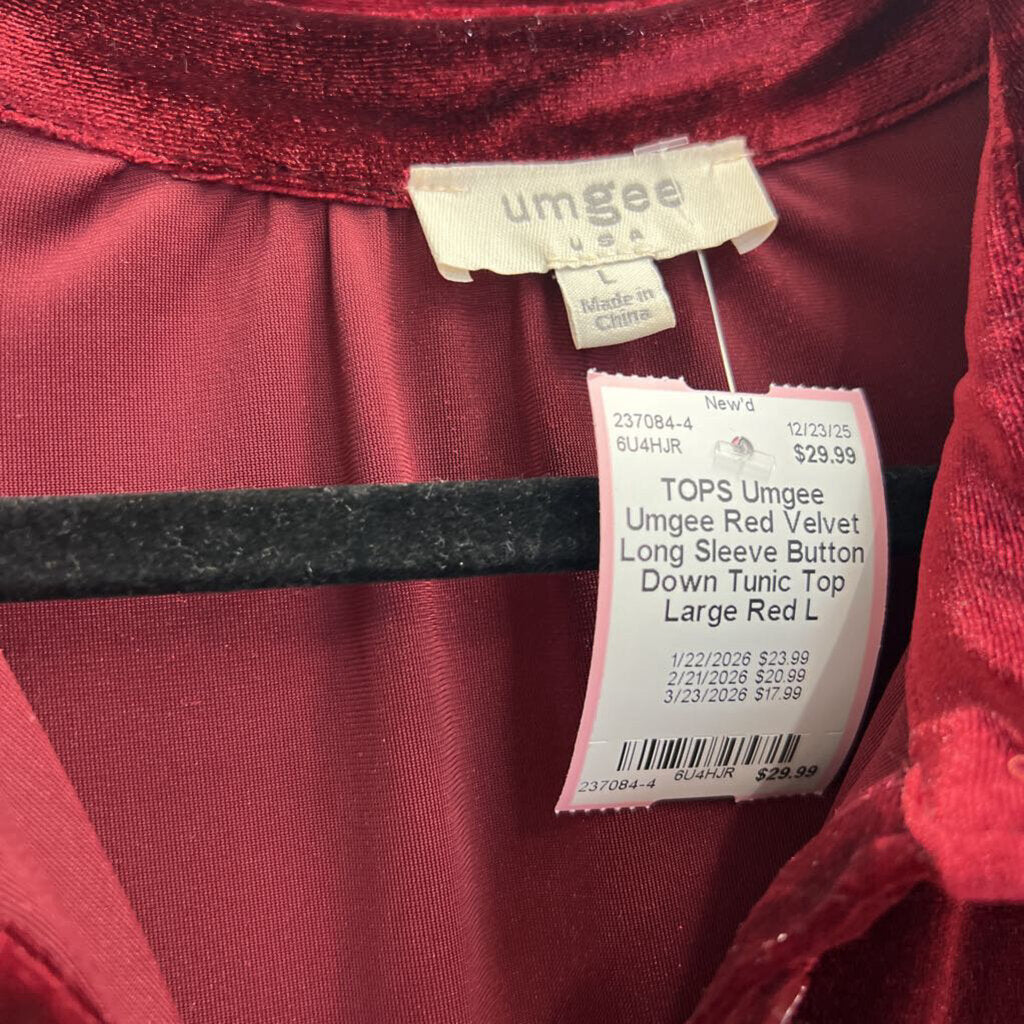 umgee
USA
L
Made in
China
New'd
237084-4 12/23/25
6U4HJR $29.99
TOPS Umgee
Umgee Red Velvet
Long Sleeve Button
Down Tunic Top
Large Red L
1/22/2026 $23.99
2/21/2026 $20.99
3/23/2026 $17.99
237084-4 6U4HJR $29.99